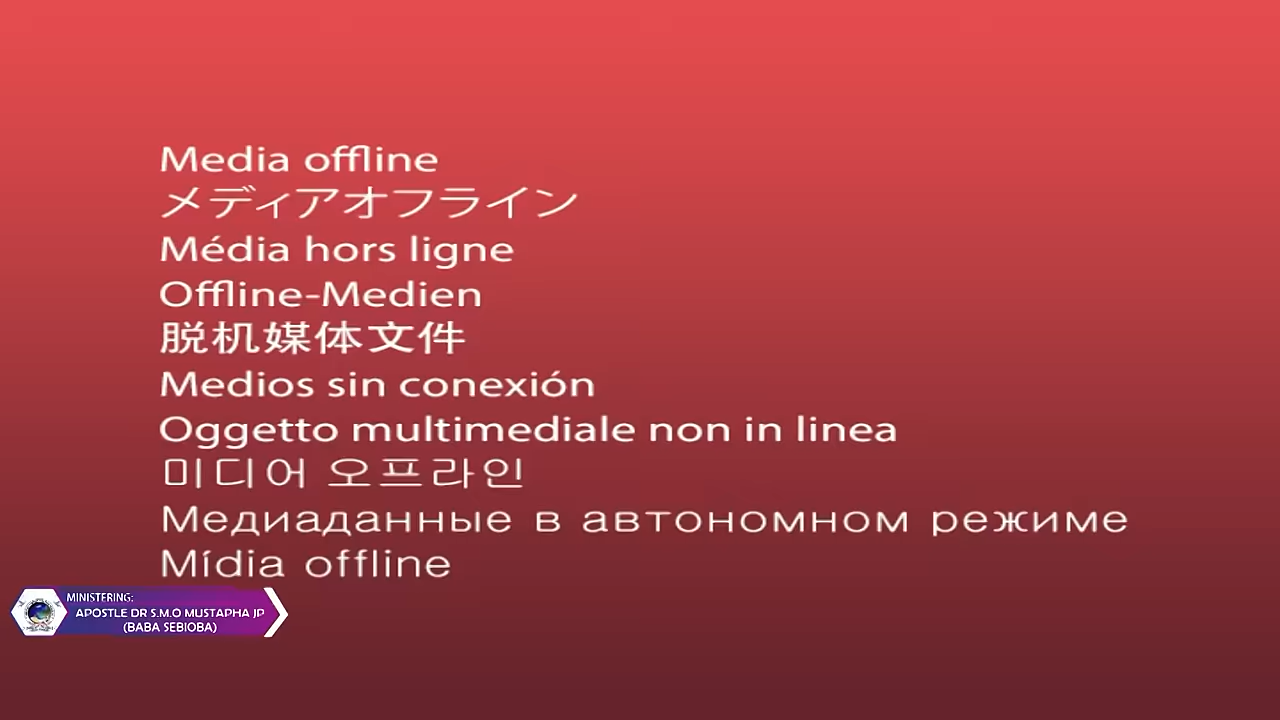 Media offline
メディアオフライン
Média hors ligne
Offline-Medien
脱机媒体文件
Medios sin conexión
Oggetto multimediale non in linea
미디어 오프라인
Медиаданные в автономном режиме
Mídia offline
MINISTERING:
APOSTLE DR S.M.O MUSTAPHA JP
(BABA SEBIOBA)